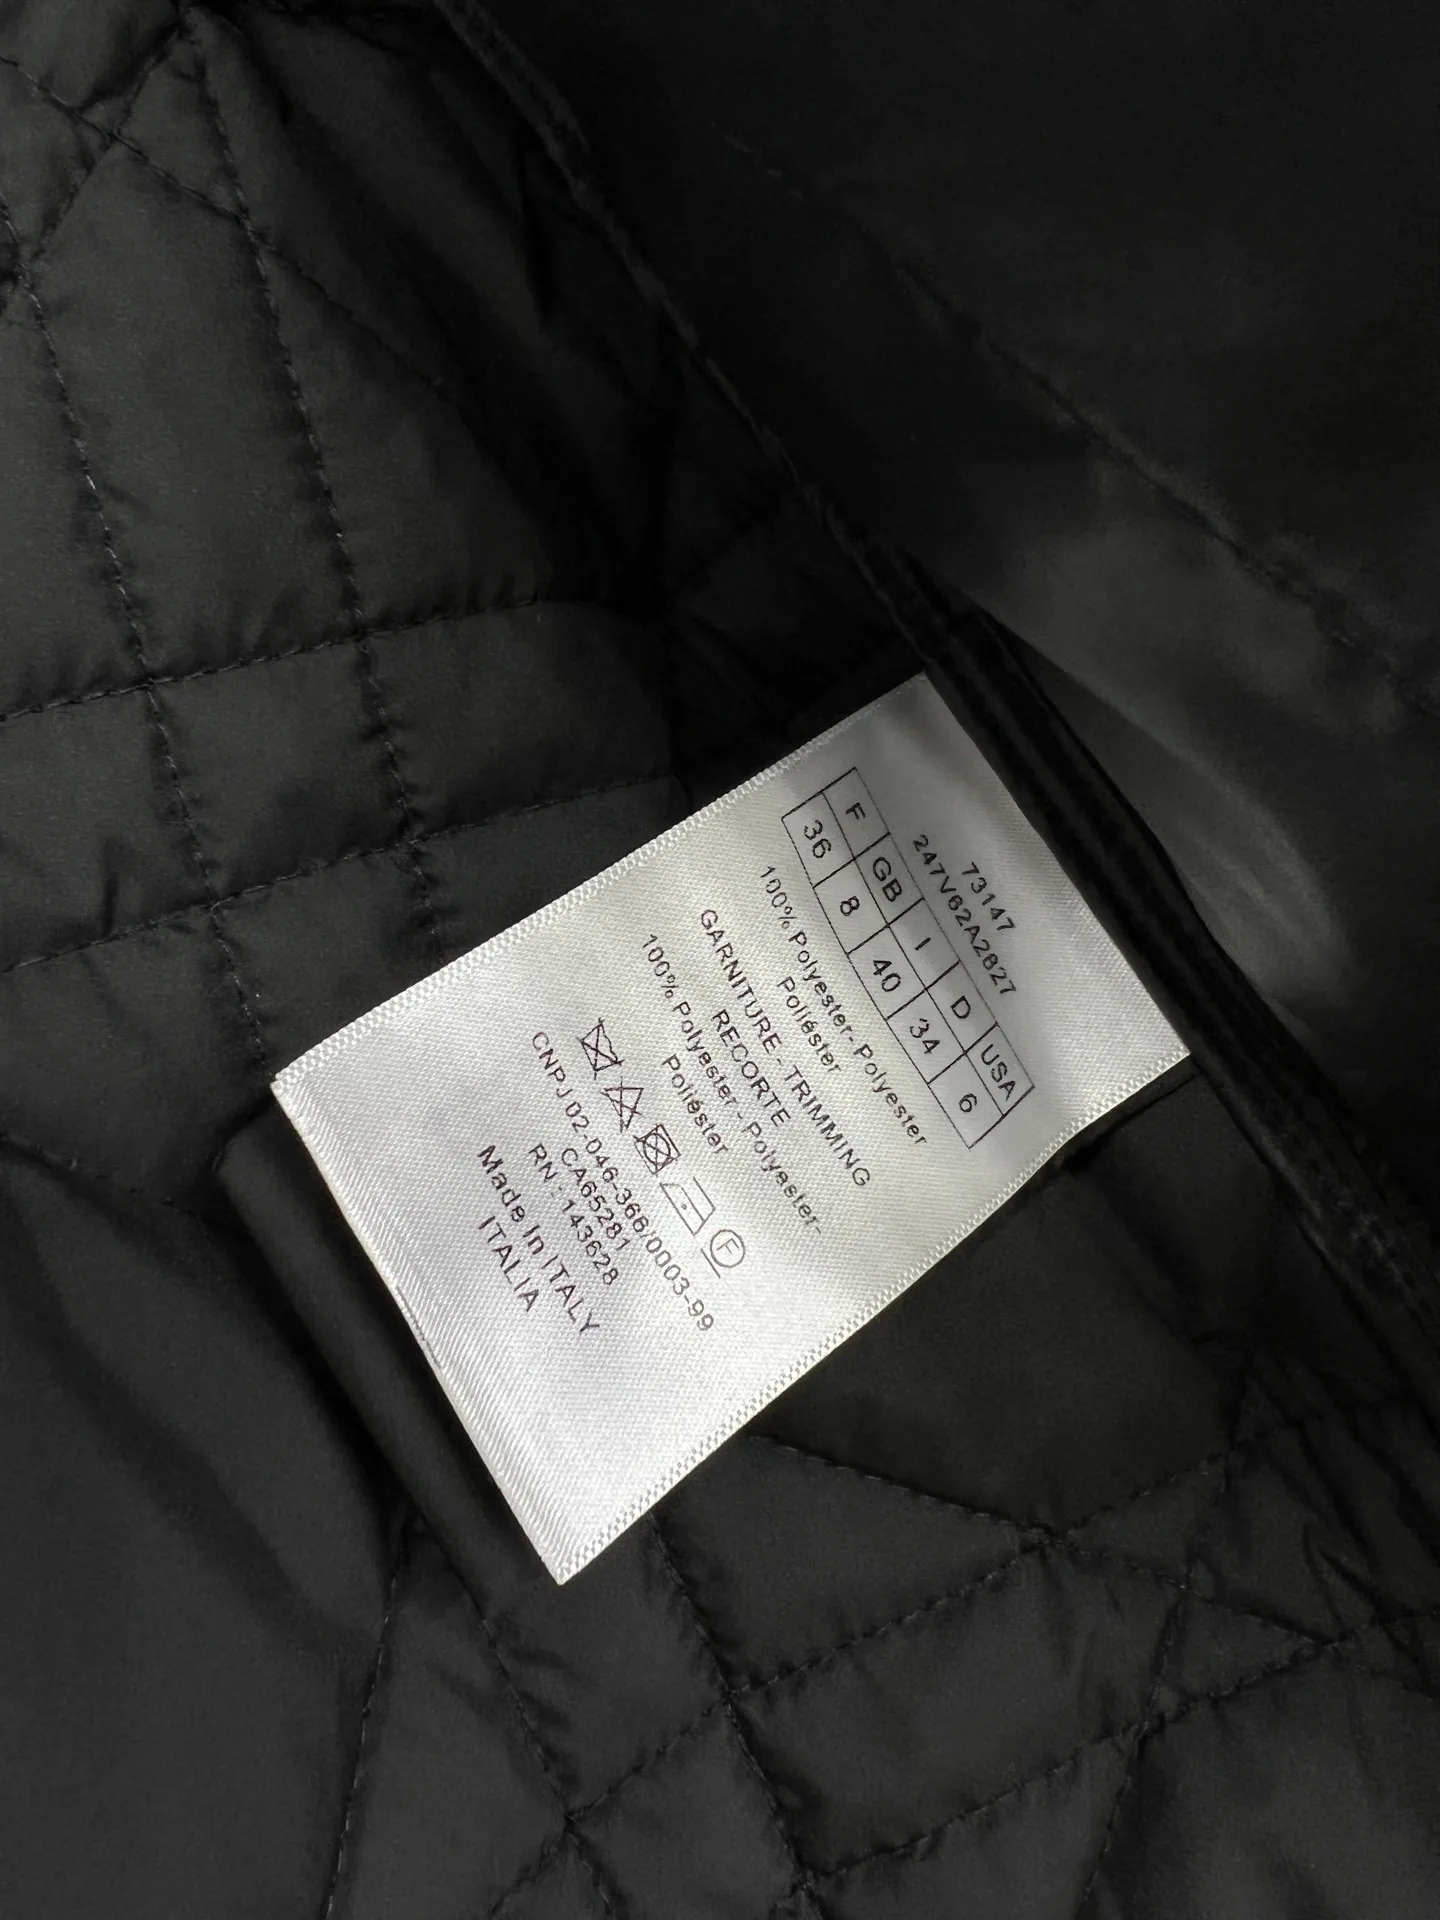 73147
247V62A2827
F GB I D USA
36 8 40 34 6
100% Polyester- Polyester
Poliéster
GARNITURE - TRIMMING
RECORTE
100% Polyester - Polyester-
Poliéster
F
CNPJ 02-046-366/0003-99
CA65281
RN : 143628
Made In ITALY
ITALIA